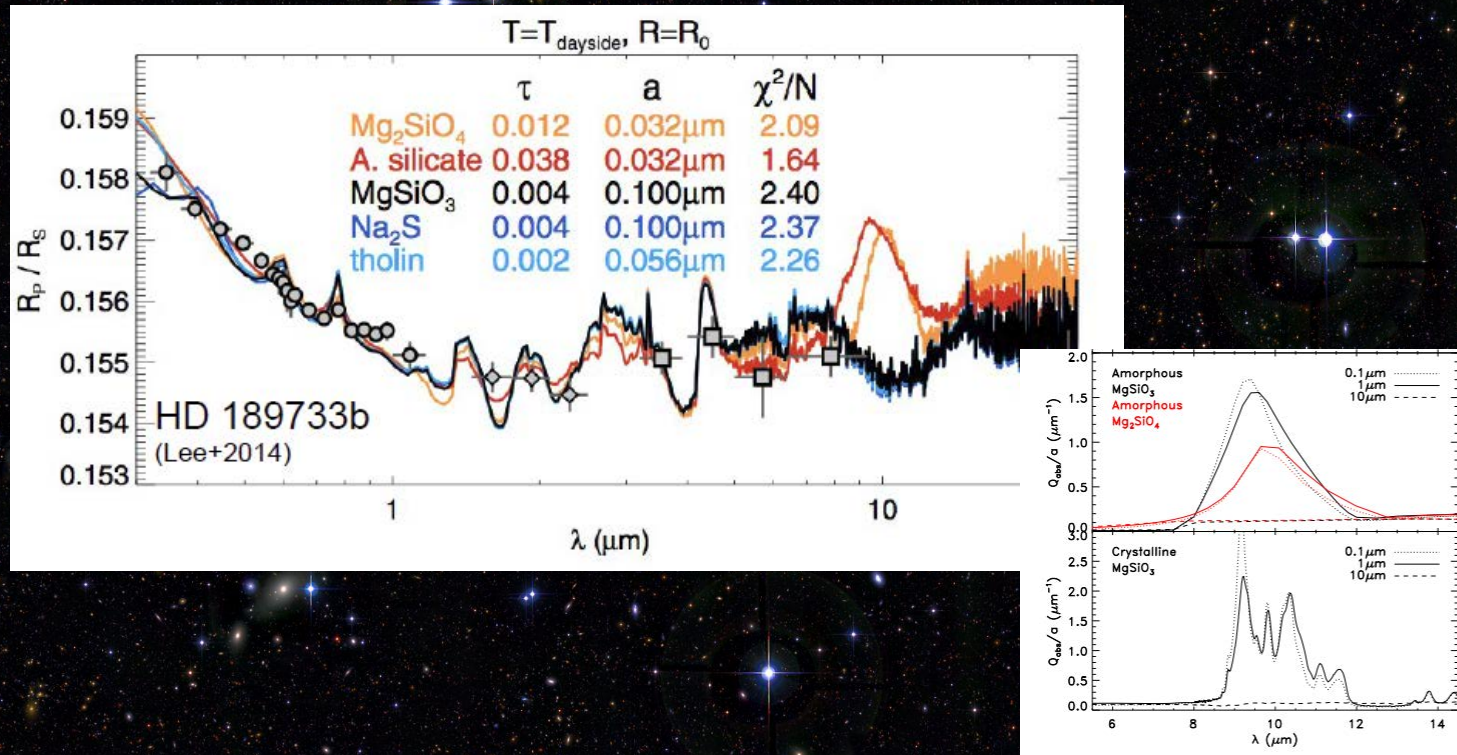 T=T_dayside, R=R_0
τ a χ²/N
Mg₂SiO₄ 0.012 0.032μm 2.09
A. silicate 0.038 0.032μm 1.64
MgSiO₃ 0.004 0.100μm 2.40
Na₂S 0.004 0.100μm 2.37
tholin 0.002 0.056μm 2.26
R_P / R_S
0.159
0.158
0.157
0.156
0.155
0.154
0.153
HD 189733b
(Lee+2014)
1 10
λ (μm)
Amorphous 0.1μm
MgSiO₃ 1μm
Amorphous 10μm
Mg₂SiO₄
Q_abs/a (μm⁻¹)
2.0
1.5
1.0
0.5
0.0
Crystalline 0.1μm
MgSiO₃ 1μm
10μm
Q_abs/a (μm⁻¹)
3.0
2.5
2.0
1.5
1.0
0.5
0.0
6 8 10 12 14
λ (μm)